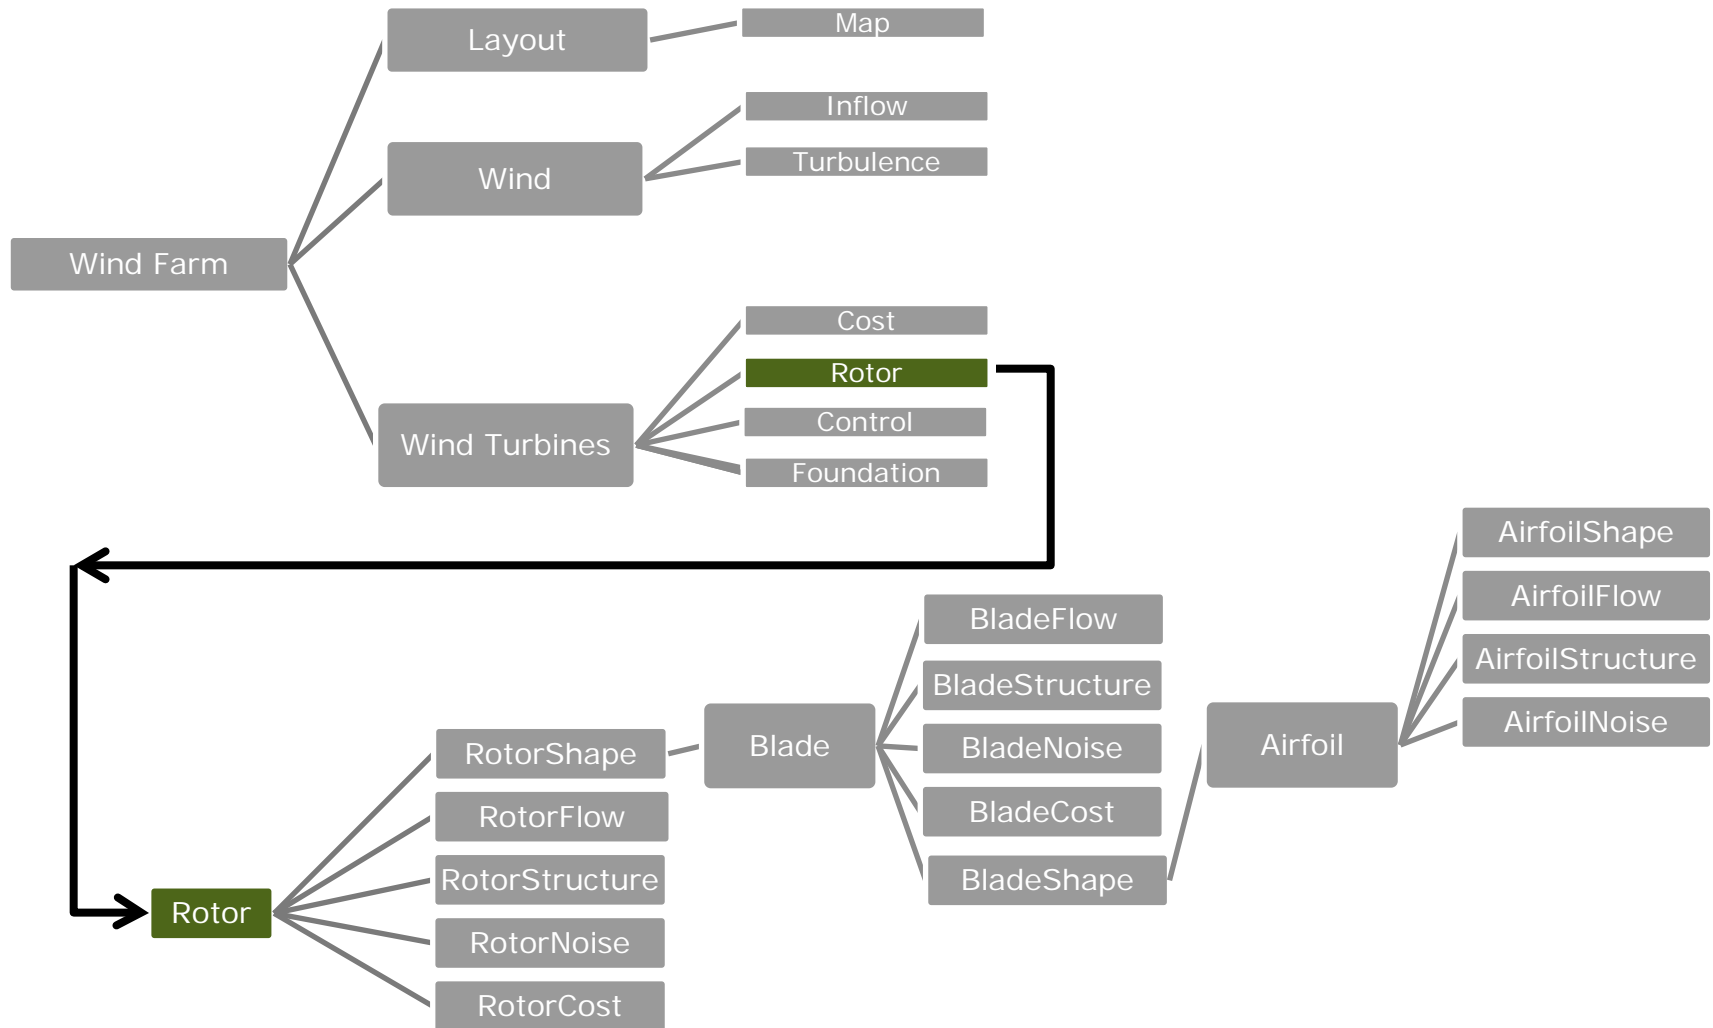 Layout
Map
Inflow
Wind
Turbulence
Wind Farm
Cost
Rotor
Control
Wind Turbines
Foundation
AirfoilShape
AirfoilFlow
AirfoilStructure
AirfoilNoise
Airfoil
BladeFlow
BladeStructure
BladeNoise
BladeCost
BladeShape
Blade
RotorShape
RotorFlow
RotorStructure
RotorNoise
RotorCost
Rotor